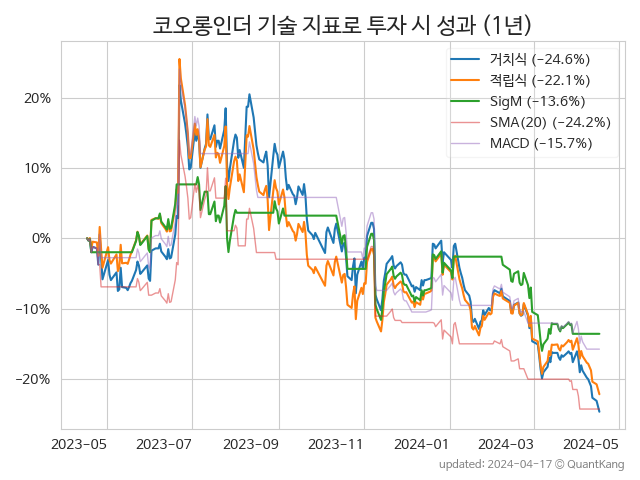 코오롱인더 기술 지표로 투자 시 성과 (1년)
거치식 (−24.6%)
적립식 (−22.1%)
SigM (−13.6%)
SMA(20) (−24.2%)
MACD (−15.7%)
20%
10%
0%
−10%
−20%
2023-05 2023-07 2023-09 2023-11 2024-01 2024-03 2024-05
updated: 2024-04-17 © QuantKang